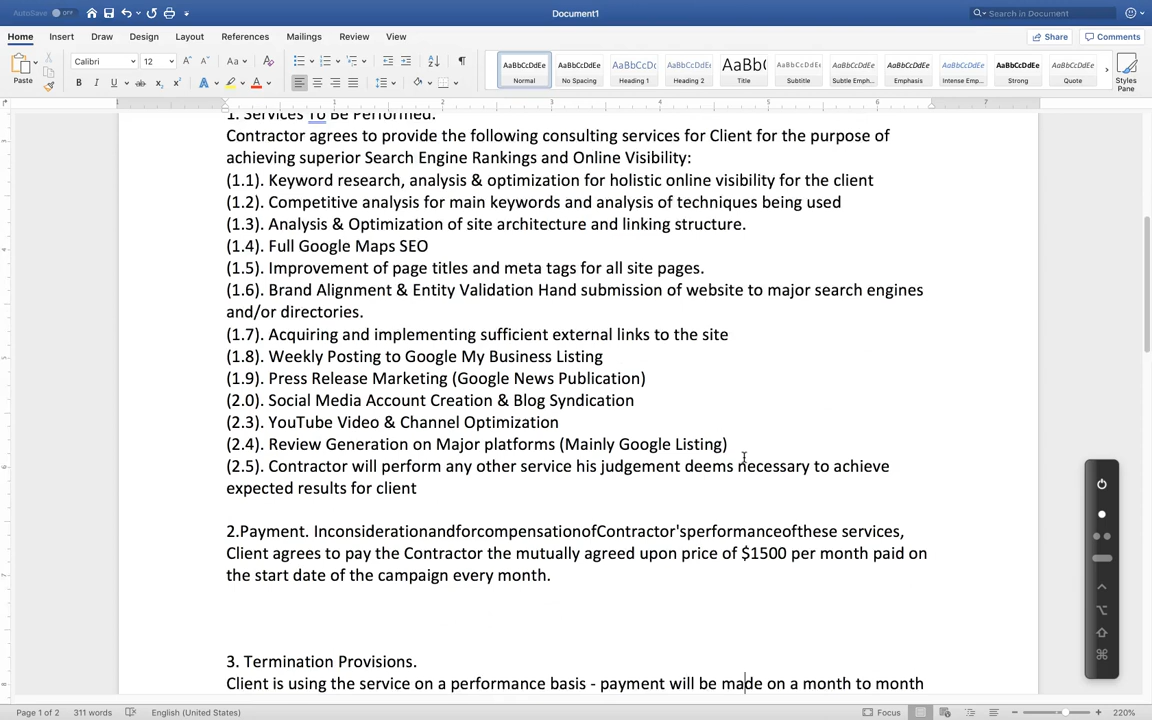 AutoSave OFF
Document1
Search in Document
Home Insert Draw Design Layout References Mailings Review View
Share Comments
Paste
Calibri 12
AaBbCcDdEe Normal
AaBbCcDdEe No Spacing
AaBbCcDc Heading 1
AaBbCcDdEe Heading 2
AaBb( Title
AaBbCcDdEe Subtitle
AaBbCcDdEe Subtle Emph...
AaBbCcDdEe Emphasis
AaBbCcDdEe Intense Emp...
AaBbCcDdEe Strong
AaBbCcDdEe Quote
Styles Pane
1. Services To Be Performed.
Contractor agrees to provide the following consulting services for Client for the purpose of
achieving superior Search Engine Rankings and Online Visibility:
(1.1). Keyword research, analysis & optimization for holistic online visibility for the client
(1.2). Competitive analysis for main keywords and analysis of techniques being used
(1.3). Analysis & Optimization of site architecture and linking structure.
(1.4). Full Google Maps SEO
(1.5). Improvement of page titles and meta tags for all site pages.
(1.6). Brand Alignment & Entity Validation Hand submission of website to major search engines
and/or directories.
(1.7). Acquiring and implementing sufficient external links to the site
(1.8). Weekly Posting to Google My Business Listing
(1.9). Press Release Marketing (Google News Publication)
(2.0). Social Media Account Creation & Blog Syndication
(2.3). YouTube Video & Channel Optimization
(2.4). Review Generation on Major platforms (Mainly Google Listing)
(2.5). Contractor will perform any other service his judgement deems necessary to achieve
expected results for client
2.Payment. InconsiderationandforcompensationofContractor'sperformanceofthese services,
Client agrees to pay the Contractor the mutually agreed upon price of $1500 per month paid on
the start date of the campaign every month.
3. Termination Provisions.
Client is using the service on a performance basis - payment will be made on a month to month
Page 1 of 2 311 words English (United States) Focus 220%